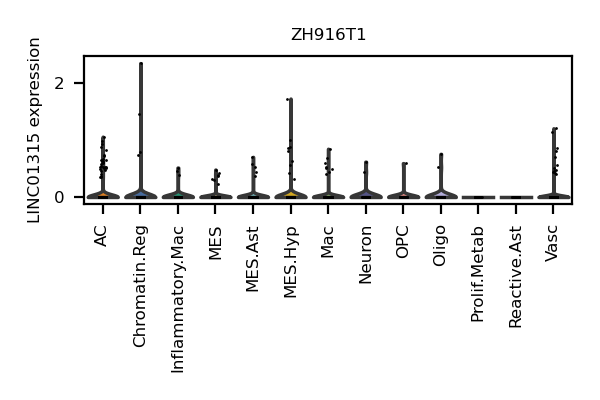 ZH916T1
LINC01315 expression
2
0
AC
Chromatin.Reg
Inflammatory.Mac
MES
MES.Ast
MES.Hyp
Mac
Neuron
OPC
Oligo
Prolif.Metab
Reactive.Ast
Vasc